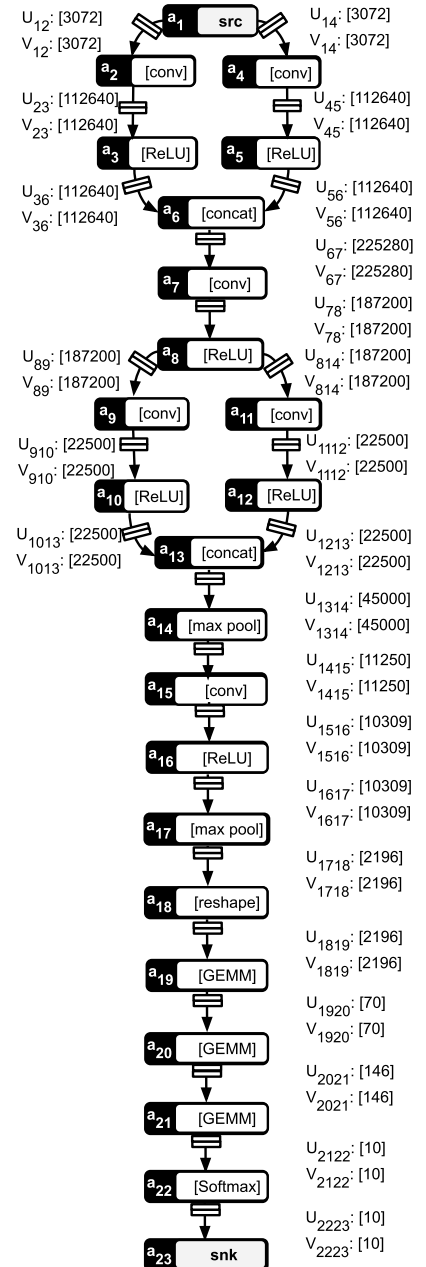 U12: [3072]
V12: [3072]
a1 src
U14: [3072]
V14: [3072]
a2 [conv]
a4 [conv]
U23: [112640]
V23: [112640]
U45: [112640]
V45: [112640]
a3 [ReLU]
a5 [ReLU]
U36: [112640]
V36: [112640]
U56: [112640]
V56: [112640]
a6 [concat]
U67: [225280]
V67: [225280]
a7 [conv]
U78: [187200]
V78: [187200]
a8 [ReLU]
U89: [187200]
V89: [187200]
U814: [187200]
V814: [187200]
a9 [conv]
a11 [conv]
U910: [22500]
V910: [22500]
U1112: [22500]
V1112: [22500]
a10 [ReLU]
a12 [ReLU]
U1013: [22500]
V1013: [22500]
U1213: [22500]
V1213: [22500]
a13 [concat]
U1314: [45000]
V1314: [45000]
a14 [max pool]
U1415: [11250]
V1415: [11250]
a15 [conv]
U1516: [10309]
V1516: [10309]
a16 [ReLU]
U1617: [10309]
V1617: [10309]
a17 [max pool]
U1718: [2196]
V1718: [2196]
a18 [reshape]
U1819: [2196]
V1819: [2196]
a19 [GEMM]
U1920: [70]
V1920: [70]
a20 [GEMM]
U2021: [146]
V2021: [146]
a21 [GEMM]
U2122: [10]
V2122: [10]
a22 [Softmax]
U2223: [10]
V2223: [10]
a23 snk